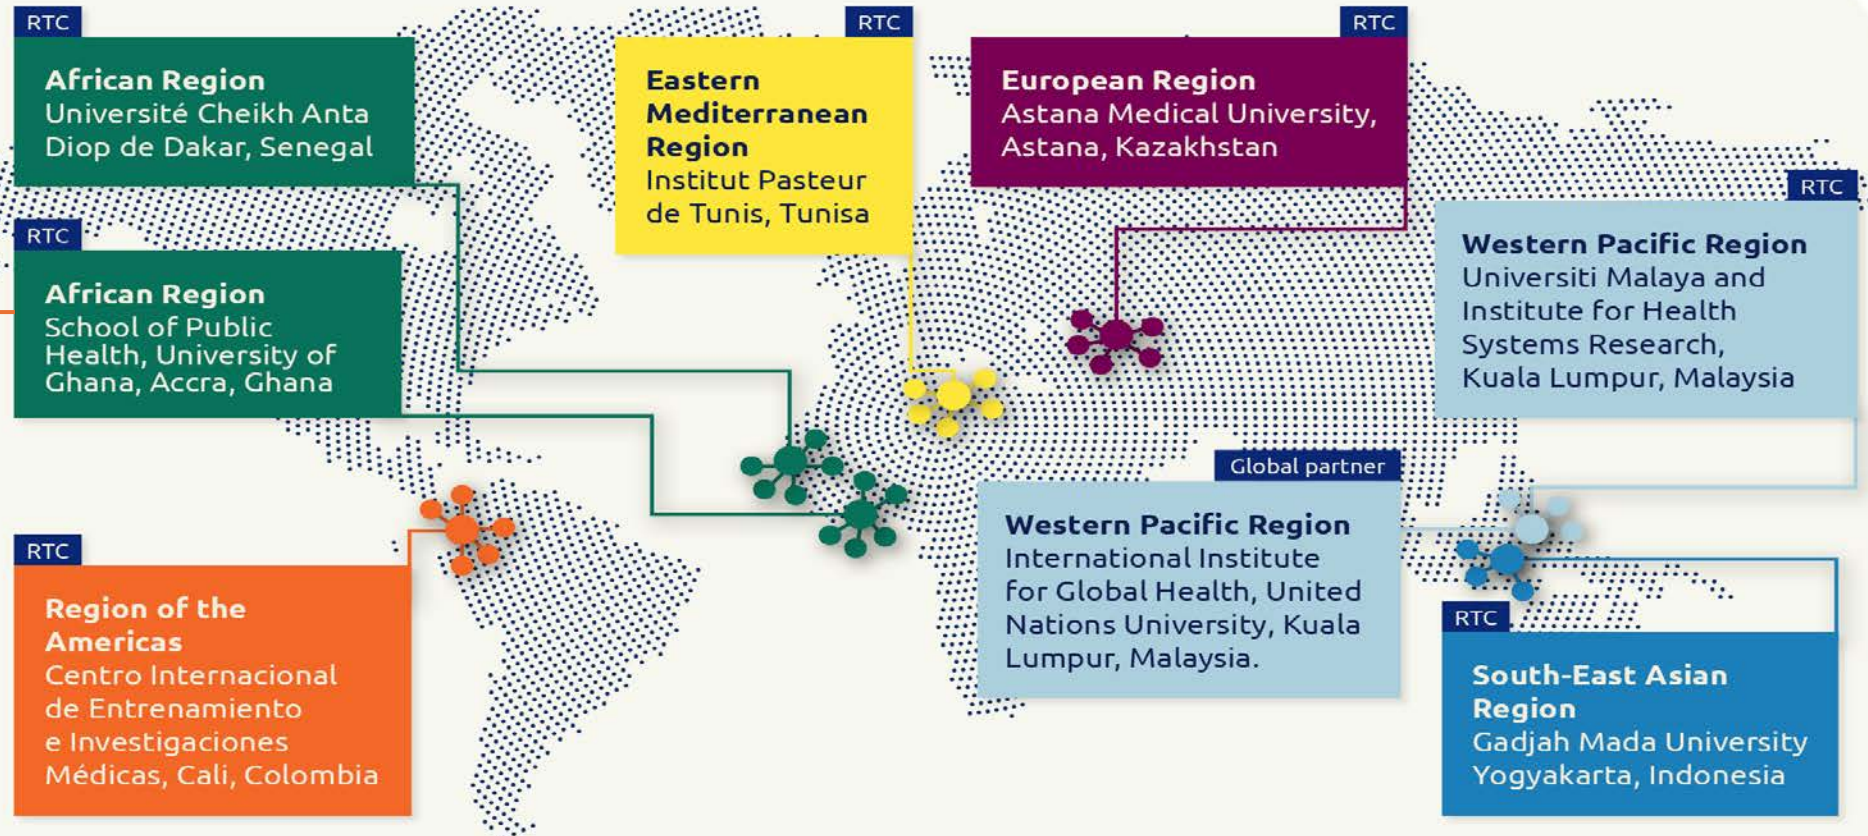 RTC
African Region
Université Cheikh Anta
Diop de Dakar, Senegal
RTC
African Region
School of Public
Health, University of
Ghana, Accra, Ghana
RTC
Region of the
Americas
Centro Internacional
de Entrenamiento
e Investigaciones
Médicas, Cali, Colombia
RTC
Eastern
Mediterranean
Region
Institut Pasteur
de Tunis, Tunisa
RTC
European Region
Astana Medical University,
Astana, Kazakhstan
RTC
Western Pacific Region
Universiti Malaya and
Institute for Health
Systems Research,
Kuala Lumpur, Malaysia
Global partner
Western Pacific Region
International Institute
for Global Health, United
Nations University, Kuala
Lumpur, Malaysia.
RTC
South-East Asian
Region
Gadjah Mada University
Yogyakarta, Indonesia